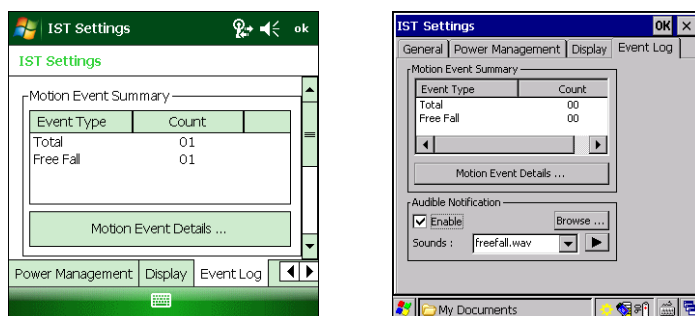 IST Settings ok
IST Settings
Motion Event Summary
Event Type Count
Total 01
Free Fall 01
Motion Event Details ...
Power Management Display Event Log
IST Settings OK ×
General Power Management Display Event Log
Motion Event Summary
Event Type Count
Total 00
Free Fall 00
Motion Event Details ...
Audible Notification
Enable Browse ...
Sounds : freefall.wav
My Documents